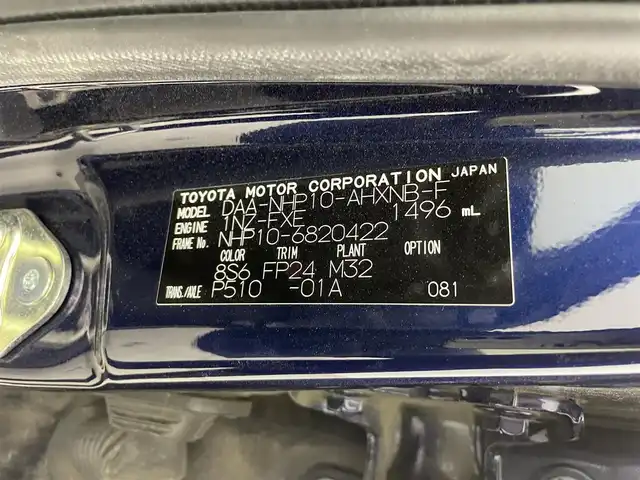 TOYOTA MOTOR CORPORATION JAPAN
MODEL DAA-NHP10-AHXNB-F
ENGINE 1NZ-FXE 1496 mL
FRAME No. NHP10-6820422
COLOR TRIM PLANT OPTION
8S6 FP24 M32
TRANS./AXLE P510 -01A 081